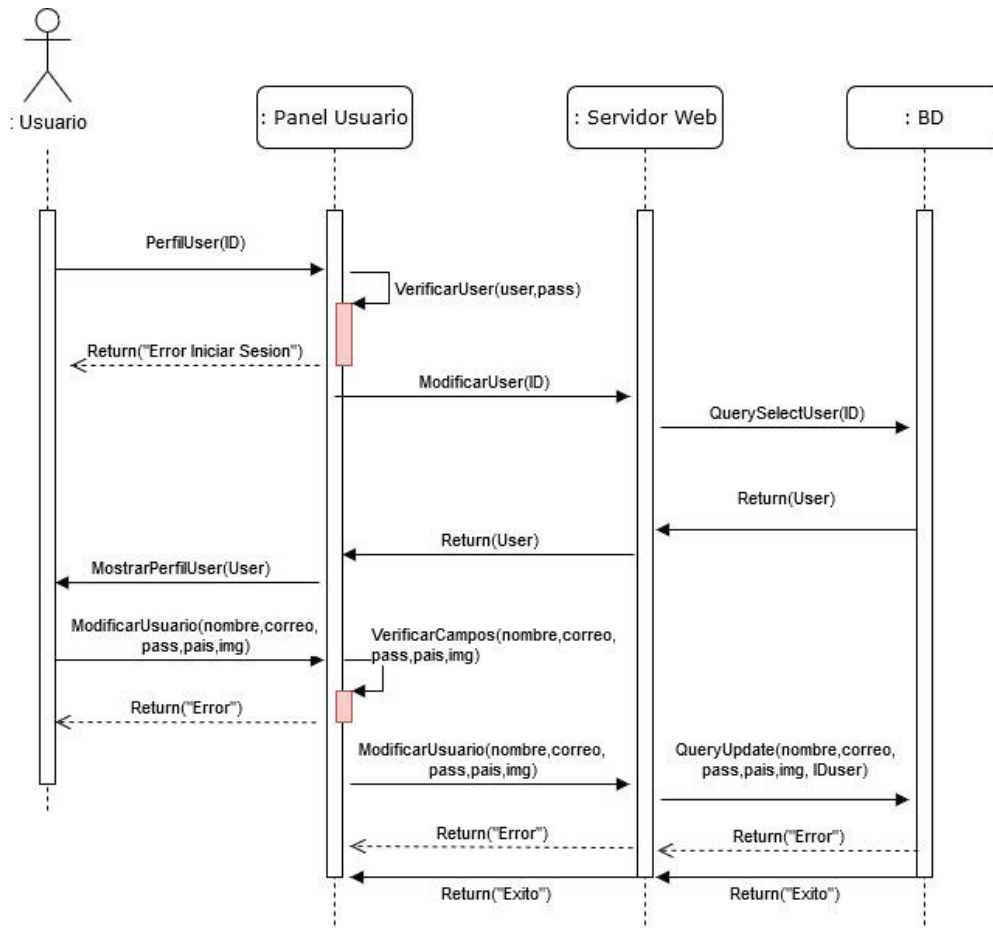 : Usuario
: Panel Usuario
: Servidor Web
: BD
PerfilUser(ID)
VerificarUser(user,pass)
Return("Error Iniciar Sesion")
ModificarUser(ID)
QuerySelectUser(ID)
Return(User)
Return(User)
MostrarPerfilUser(User)
ModificarUsuario(nombre,correo,
pass,pais,img)
VerificarCampos(nombre,correo,
pass,pais,img)
Return("Error")
ModificarUsuario(nombre,correo,
pass,pais,img)
QueryUpdate(nombre,correo,
pass,pais,img, IDuser)
Return("Error")
Return("Error")
Return("Exito")
Return("Exito")